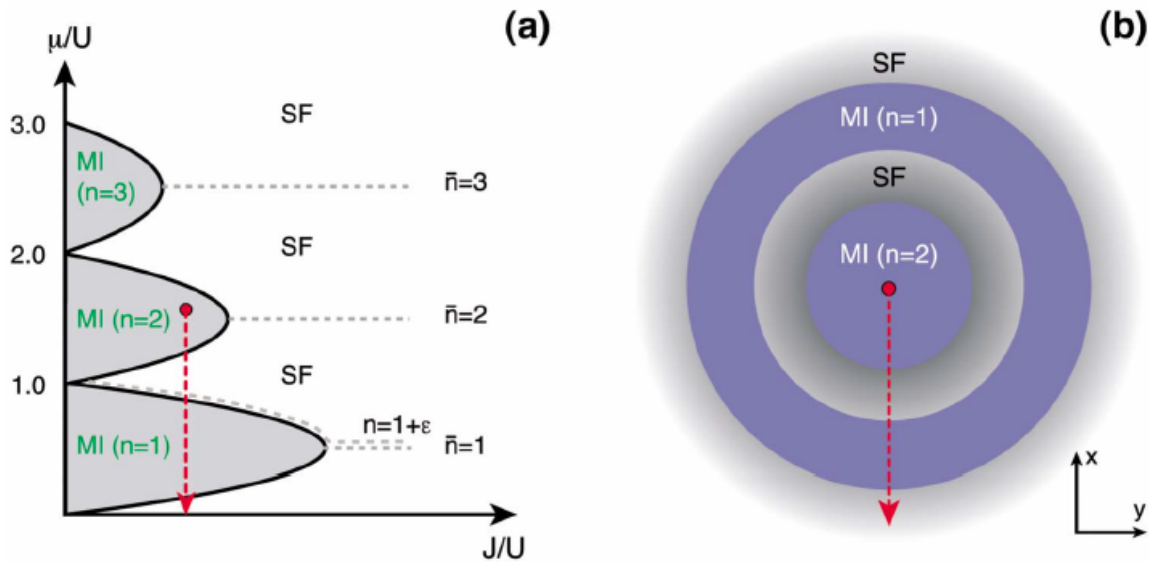 (a)
μ/U
3.0
SF
MI
(n=3)
n̄=3
2.0
SF
MI (n=2)
n̄=2
1.0
SF
n=1+ε
MI (n=1)
n̄=1
J/U
(b)
SF
MI (n=1)
SF
MI (n=2)
x
y